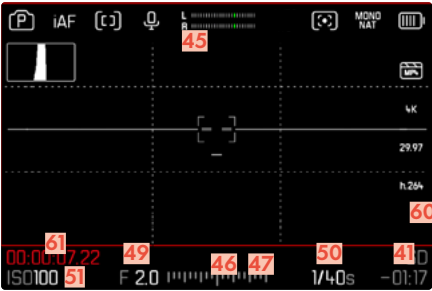 P iAF MONO
L R NAT
45
MP4
4K
29.97
h.264
60
61 49 46 47 50 41
00:00:07.22
ISO100 51 F 2.0 1/40s -01:17